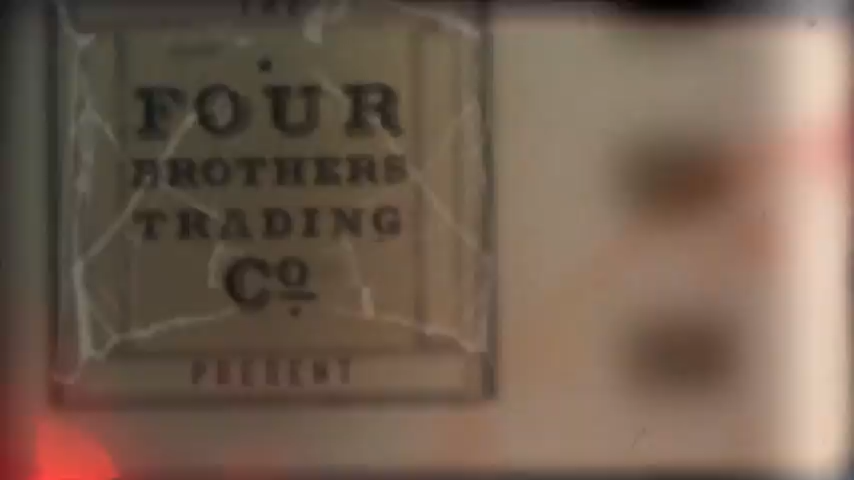 FOUR
BROTHERS
TRADING
Co
PRESENT